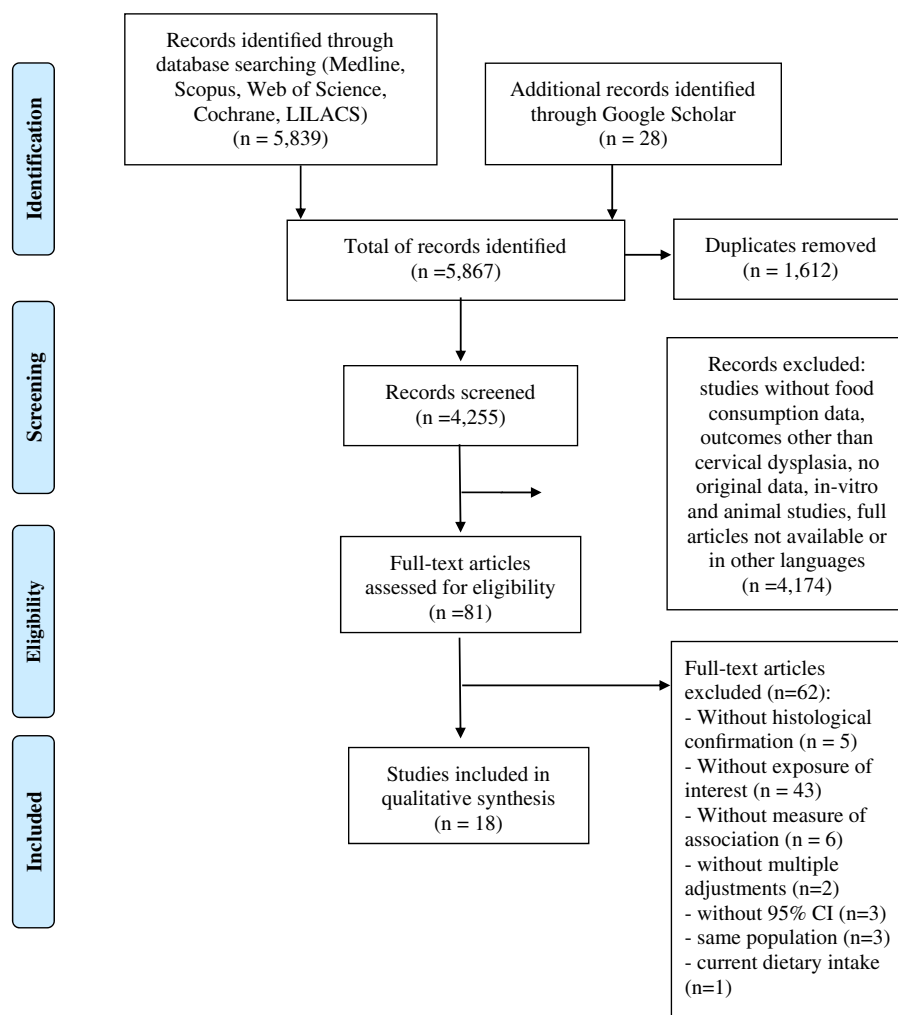 Records identified through
database searching (Medline,
Scopus, Web of Science,
Cochrane, LILACS)
(n = 5,839)
Additional records identified
through Google Scholar
(n = 28)
Identification
Total of records identified
(n =5,867)
Duplicates removed
(n = 1,612)
Screening
Records screened
(n =4,255)
Records excluded:
studies without food
consumption data,
outcomes other than
cervical dysplasia, no
original data, in-vitro
and animal studies, full
articles not available or
in other languages
(n =4,174)
Eligibility
Full-text articles
assessed for eligibility
(n =81)
Full-text articles
excluded (n=62):
- Without histological
confirmation (n = 5)
- Without exposure of
interest (n = 43)
- Without measure of
association (n = 6)
- without multiple
adjustments (n=2)
- without 95% CI (n=3)
- same population (n=3)
- current dietary intake
(n=1)
Included
Studies included in
qualitative synthesis
(n = 18)